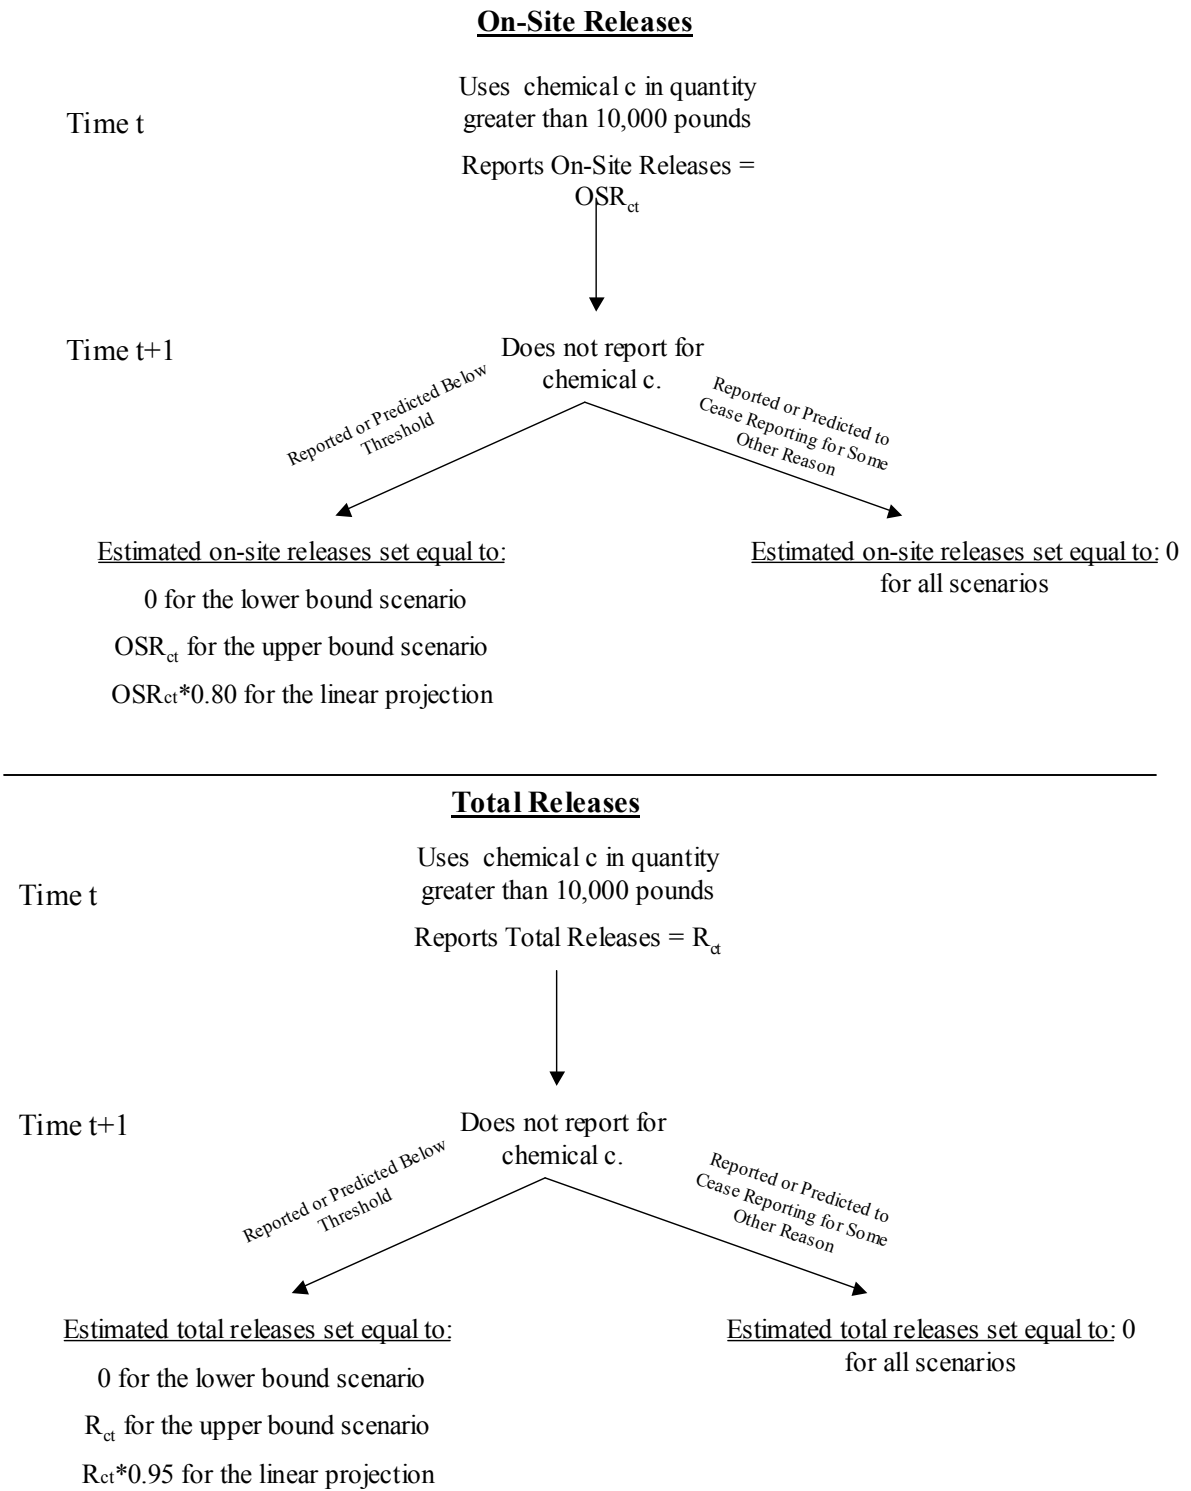 On-Site Releases
Time t
Uses chemical c in quantity
greater than 10,000 pounds
Reports On-Site Releases =
OSRct
Time t+1
Does not report for
chemical c.
Reported or Predicted Below
Threshold
Reported or Predicted to
Cease Reporting for Some
Other Reason
Estimated on-site releases set equal to:
0 for the lower bound scenario
OSRct for the upper bound scenario
OSRct*0.80 for the linear projection
Estimated on-site releases set equal to: 0
for all scenarios
Total Releases
Time t
Uses chemical c in quantity
greater than 10,000 pounds
Reports Total Releases = Rct
Time t+1
Does not report for
chemical c.
Reported or Predicted Below
Threshold
Reported or Predicted to
Cease Reporting for Some
Other Reason
Estimated total releases set equal to:
0 for the lower bound scenario
Rct for the upper bound scenario
Rct*0.95 for the linear projection
Estimated total releases set equal to: 0
for all scenarios